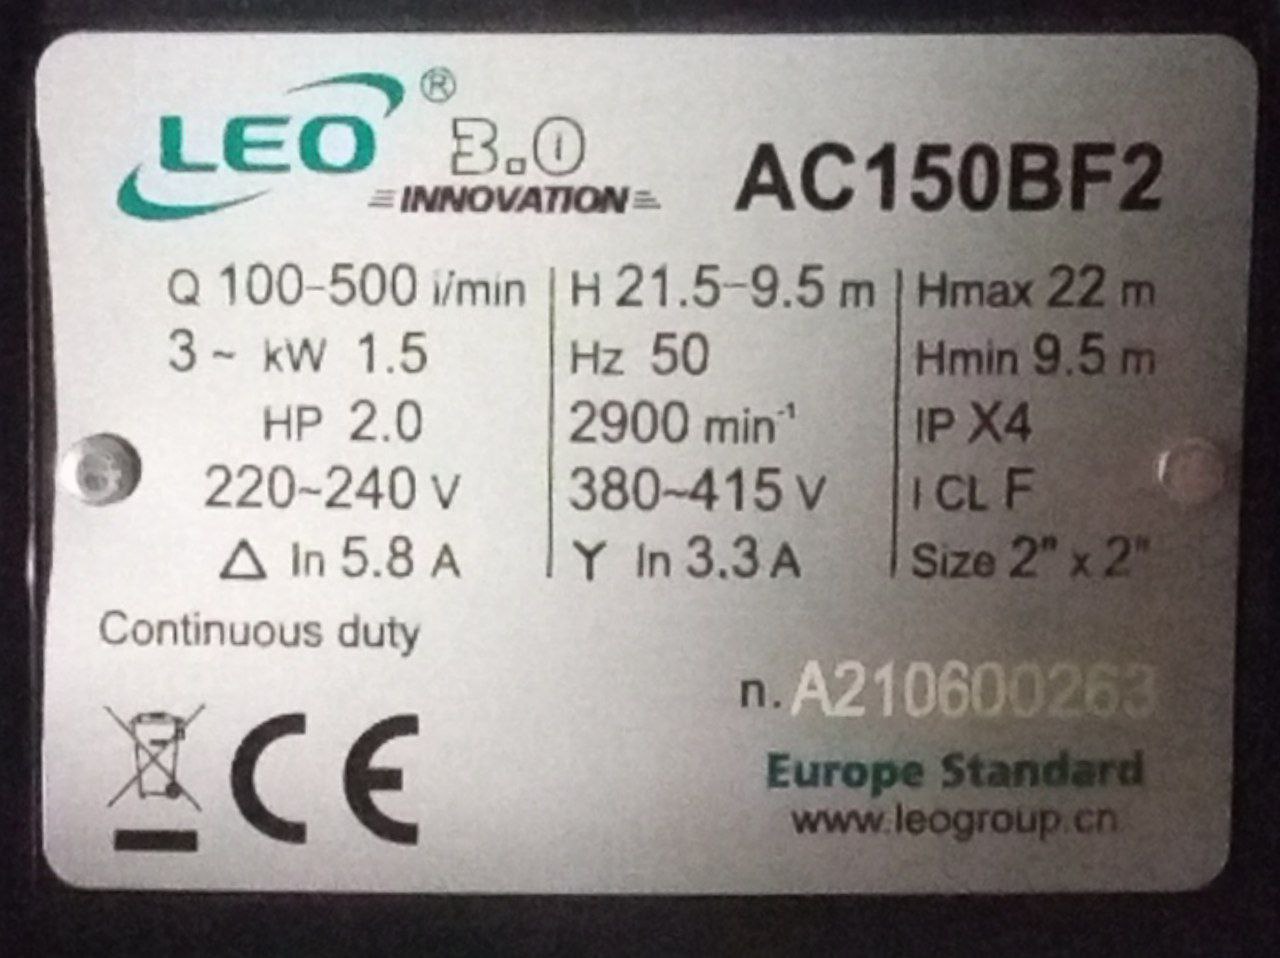 LEO® 3.0
INNOVATION
AC150BF2
Q 100-500 l/min | H 21.5-9.5 m | Hmax 22 m
3~ kW 1.5 | Hz 50 | Hmin 9.5 m
HP 2.0 | 2900 min⁻¹ | IP X4
220~240 V | 380~415 V | I CL F
Δ In 5.8 A | Y In 3.3 A | Size 2" x 2"
Continuous duty
n. A210600263
CE
Europe Standard
www.leogroup.cn